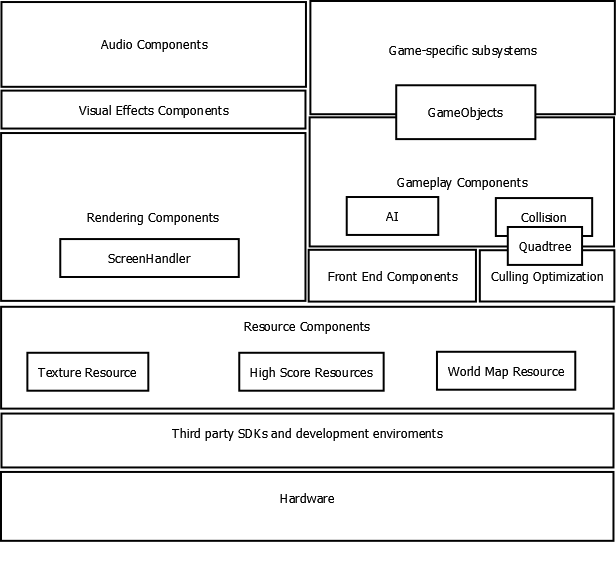 Audio Components
Game-specific subsystems
Visual Effects Components
GameObjects
Gameplay Components
Rendering Components
AI
Collision
Quadtree
ScreenHandler
Front End Components
Culling Optimization
Resource Components
Texture Resource
High Score Resources
World Map Resource
Third party SDKs and development enviroments
Hardware